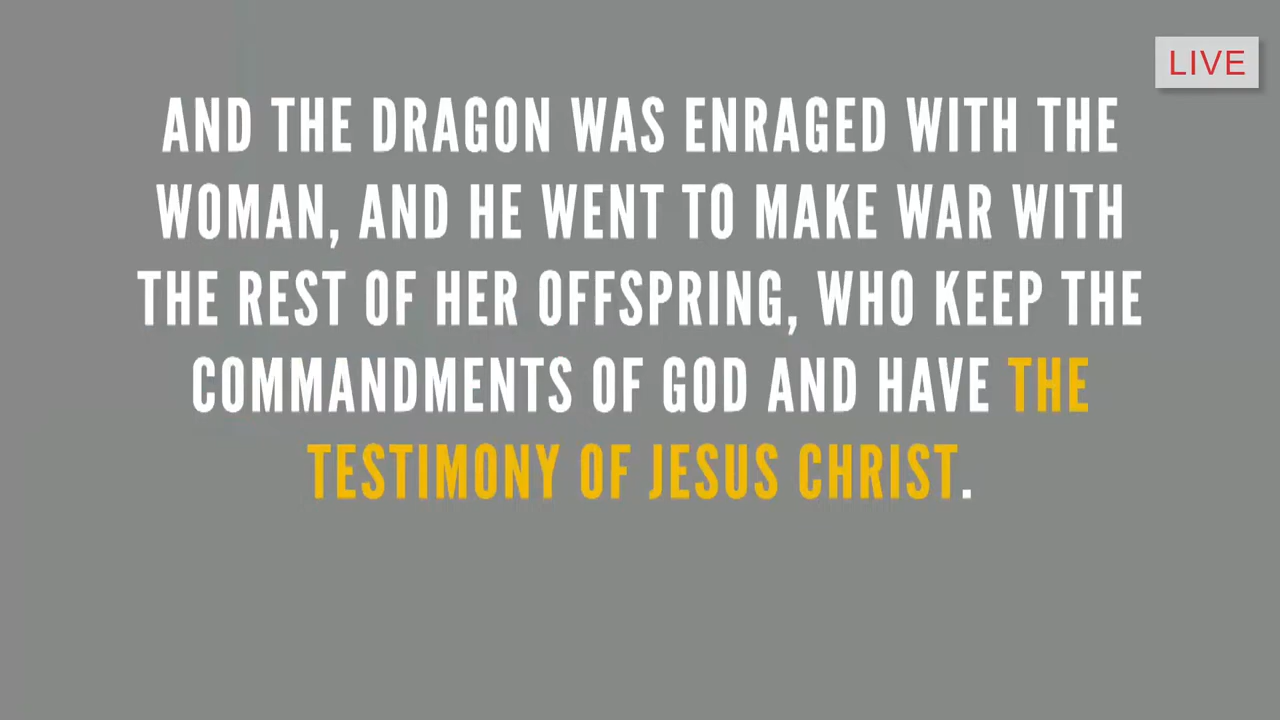 LIVE
AND THE DRAGON WAS ENRAGED WITH THE
WOMAN, AND HE WENT TO MAKE WAR WITH
THE REST OF HER OFFSPRING, WHO KEEP THE
COMMANDMENTS OF GOD AND HAVE THE
TESTIMONY OF JESUS CHRIST.